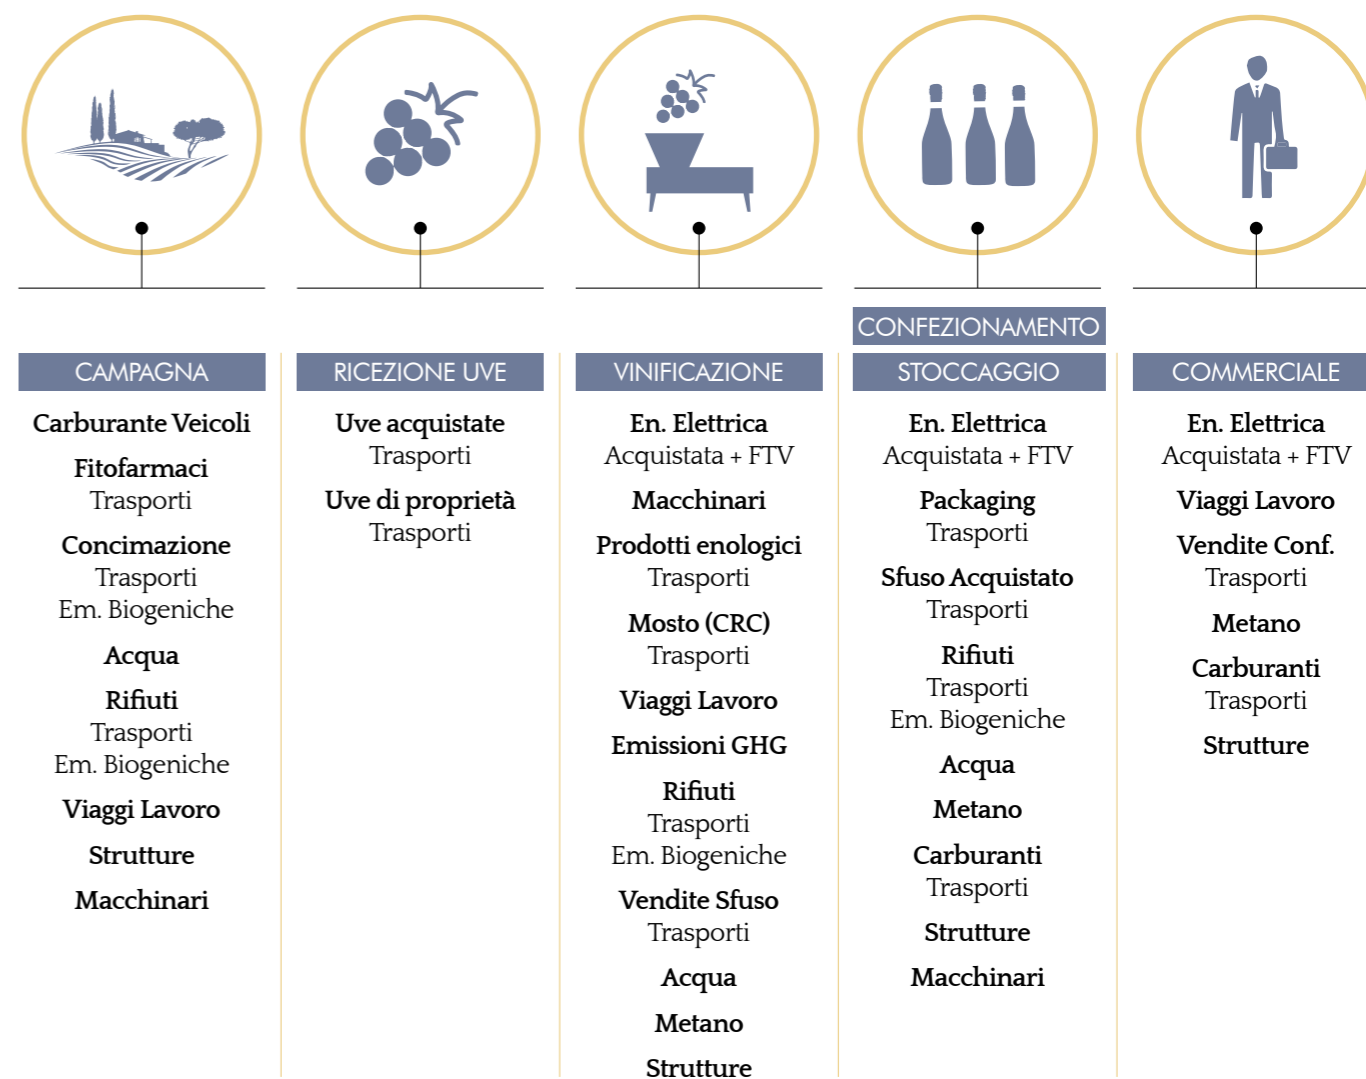 CAMPAGNA
Carburante Veicoli
Fitofarmaci
Trasporti
Concimazione
Trasporti
Em. Biogeniche
Acqua
Rifiuti
Trasporti
Em. Biogeniche
Viaggi Lavoro
Strutture
Macchinari
RICEZIONE UVE
Uve acquistate
Trasporti
Uve di proprietà
Trasporti
VINIFICAZIONE
En. Elettrica
Acquistata + FTV
Macchinari
Prodotti enologici
Trasporti
Mosto (CRC)
Trasporti
Viaggi Lavoro
Emissioni GHG
Rifiuti
Trasporti
Em. Biogeniche
Vendite Sfuso
Trasporti
Acqua
Metano
Strutture
CONFEZIONAMENTO
STOCCAGGIO
En. Elettrica
Acquistata + FTV
Packaging
Trasporti
Sfuso Acquistato
Trasporti
Rifiuti
Trasporti
Em. Biogeniche
Acqua
Metano
Carburanti
Trasporti
Strutture
Macchinari
COMMERCIALE
En. Elettrica
Acquistata + FTV
Viaggi Lavoro
Vendite Conf.
Trasporti
Metano
Carburanti
Trasporti
Strutture